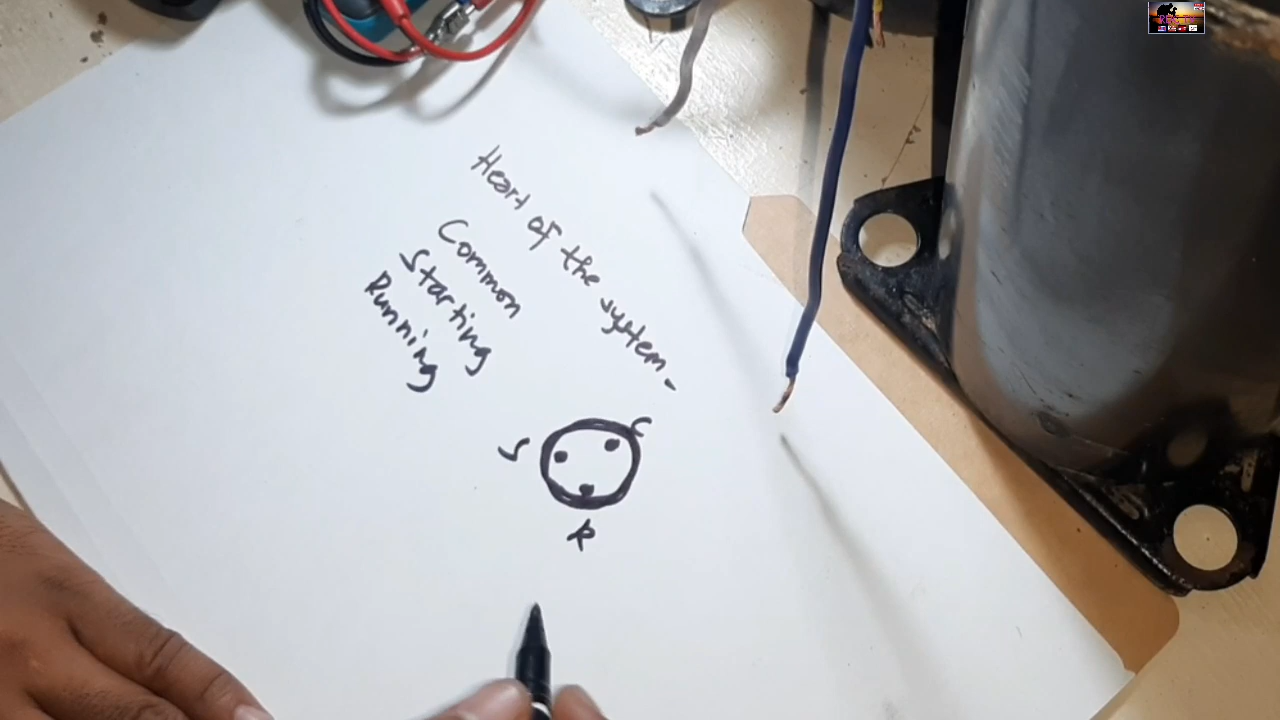 Heart of the system -
Common
Starting
Running
S
C
R